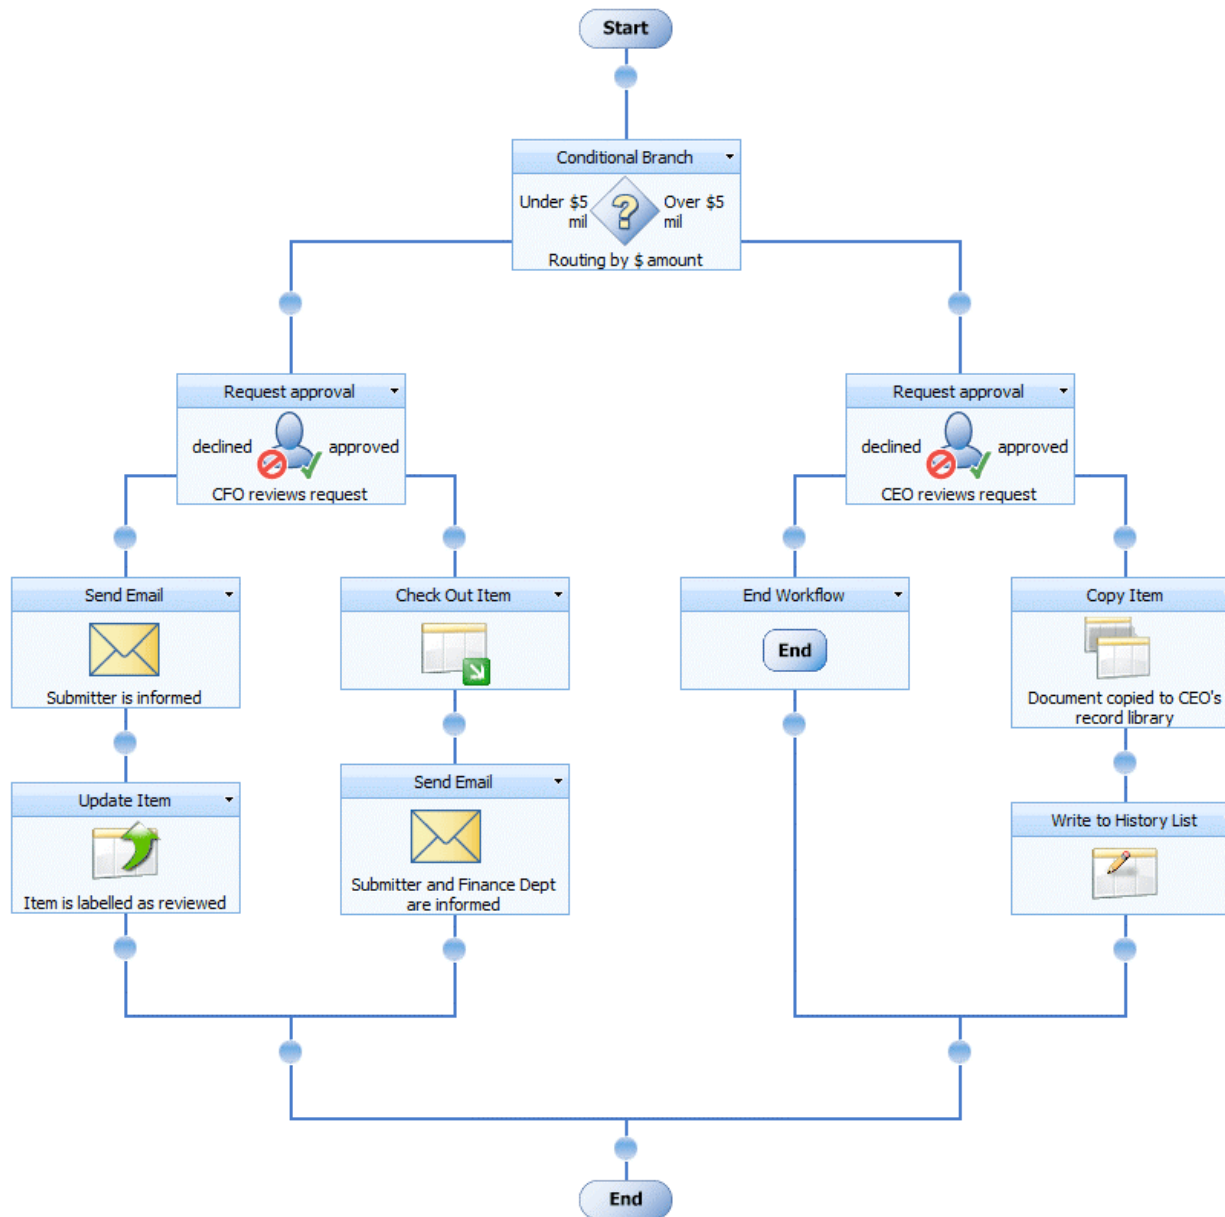 Start
Conditional Branch
Under $5
mil
Over $5
mil
Routing by $ amount
Request approval
declined
approved
CFO reviews request
Request approval
declined
approved
CEO reviews request
Send Email
Submitter is informed
Check Out Item
End Workflow
End
Copy Item
Document copied to CEO's
record library
Update Item
Item is labelled as reviewed
Send Email
Submitter and Finance Dept
are informed
Write to History List
End